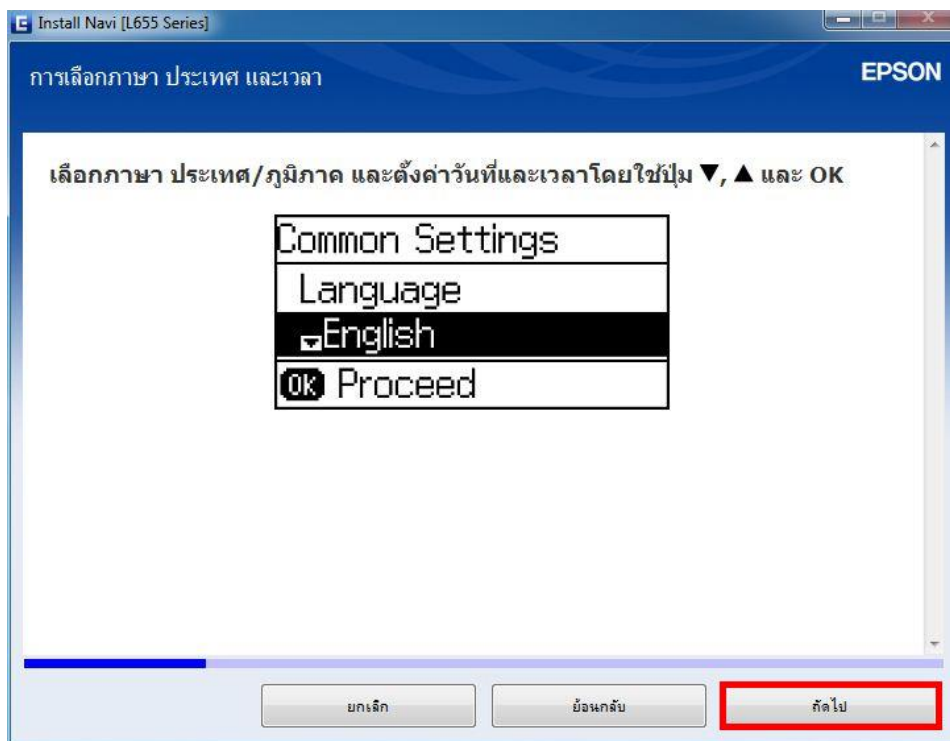 Install Navi [L655 Series]
การเลือกภาษา ประเทศ และเวลา
EPSON
เลือกภาษา ประเทศ/ภูมิภาค และตั้งค่าวันที่และเวลาโดยใช้ปุ่ม ▼, ▲ และ OK
Common Settings
Language
English
OK Proceed
ยกเลิก
ย้อนกลับ
ถัดไป